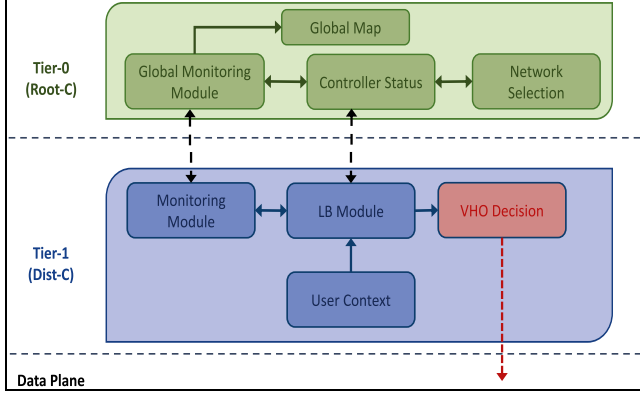 Tier-0
(Root-C)
Global Map
Global Monitoring
Module
Controller Status
Network
Selection
Tier-1
(Dist-C)
Monitoring
Module
LB Module
VHO Decision
User Context
Data Plane